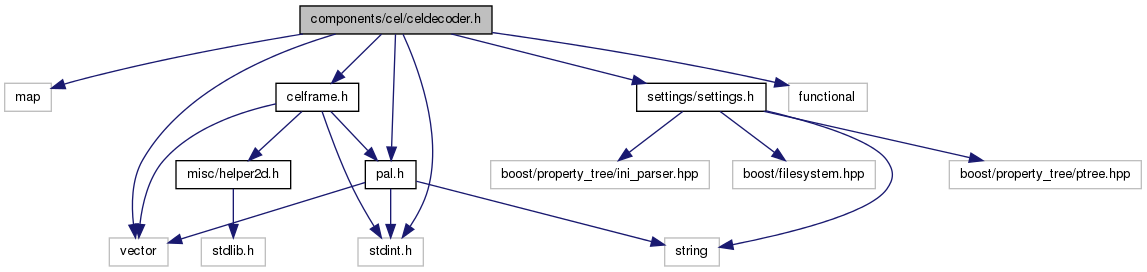 components/cel/celdecoder.h
map
celframe.h
settings/settings.h
functional
misc/helper2d.h
pal.h
boost/property_tree/ini_parser.hpp
boost/filesystem.hpp
boost/property_tree/ptree.hpp
vector
stdlib.h
stdint.h
string